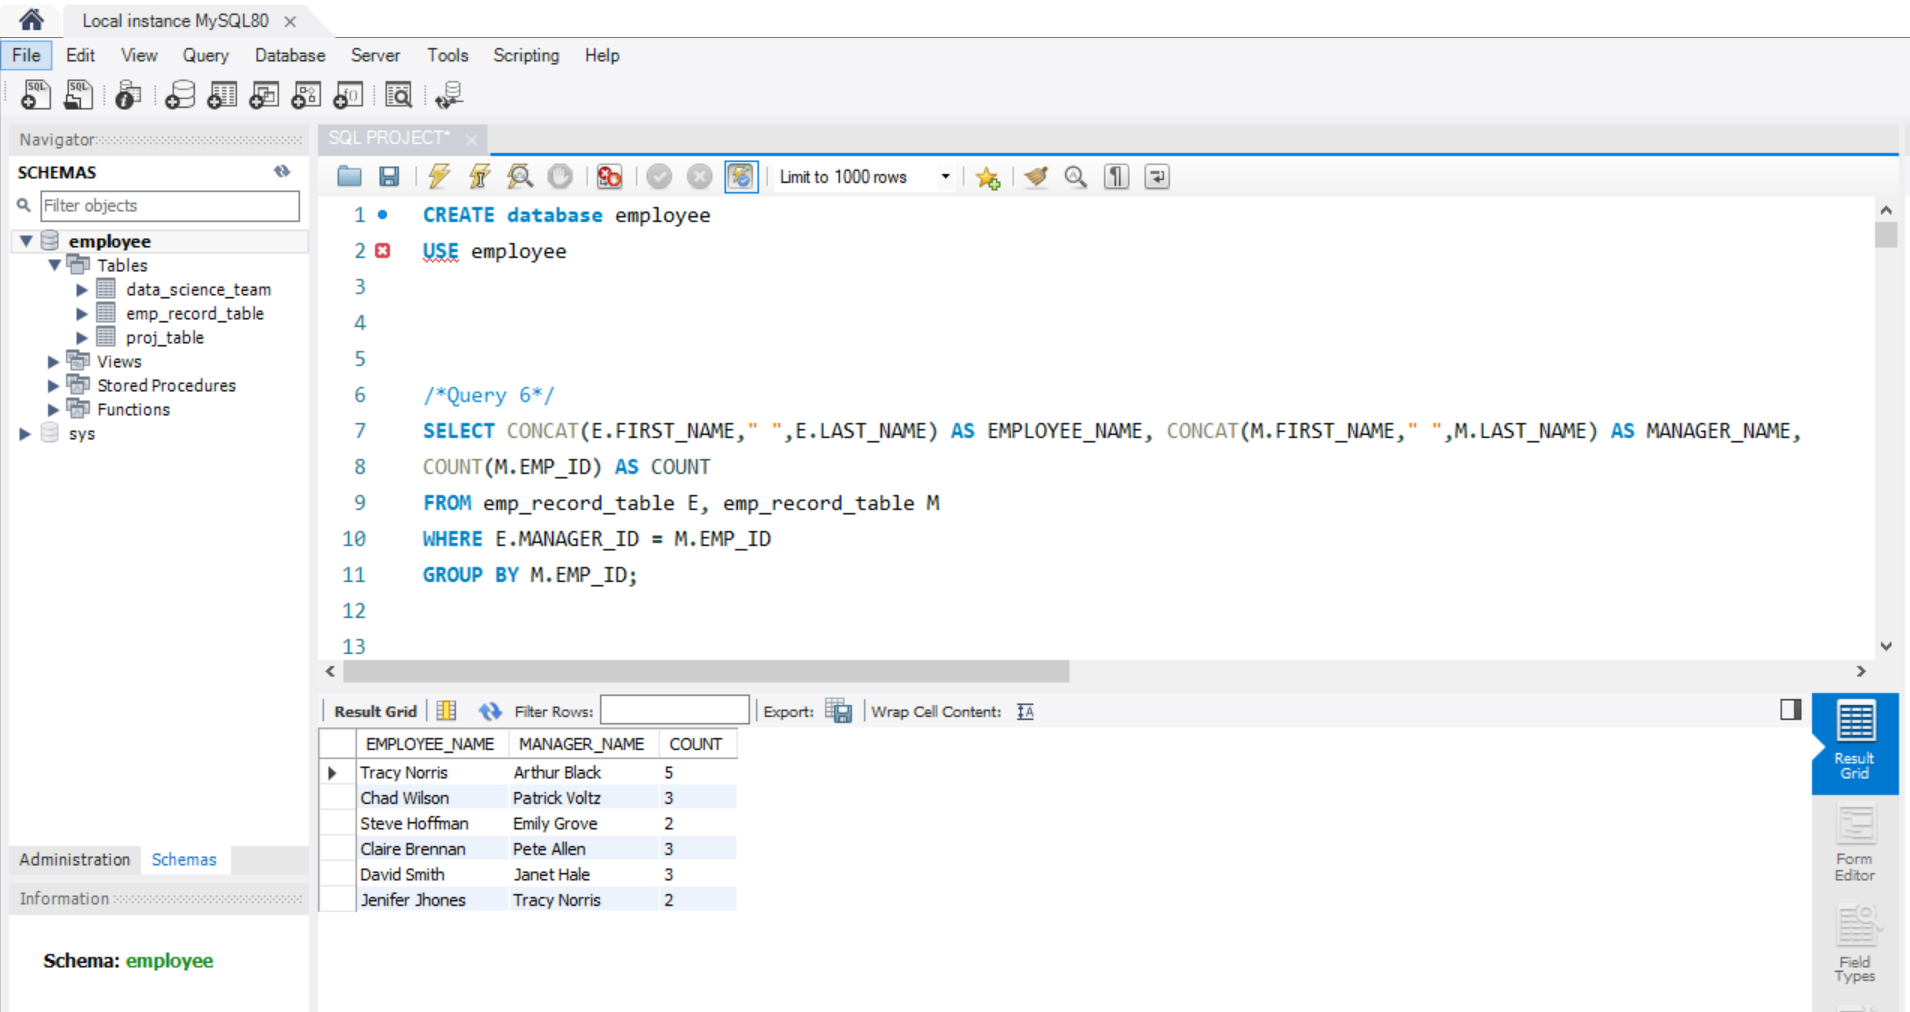 Local instance MySQL80
File Edit View Query Database Server Tools Scripting Help
Navigator
SCHEMAS
Filter objects
employee
Tables
data_science_team
emp_record_table
proj_table
Views
Stored Procedures
Functions
sys
Administration Schemas
Information
Schema: employee
SQL PROJECT*
Limit to 1000 rows
1 CREATE database employee
2 USE employee
3
4
5
6 /*Query 6*/
7 SELECT CONCAT(E.FIRST_NAME," ",E.LAST_NAME) AS EMPLOYEE_NAME, CONCAT(M.FIRST_NAME," ",M.LAST_NAME) AS MANAGER_NAME,
8 COUNT(M.EMP_ID) AS COUNT
9 FROM emp_record_table E, emp_record_table M
10 WHERE E.MANAGER_ID = M.EMP_ID
11 GROUP BY M.EMP_ID;
12
13
Result Grid Filter Rows: Export: Wrap Cell Content: IA
EMPLOYEE_NAME MANAGER_NAME COUNT
Tracy Norris Arthur Black 5
Chad Wilson Patrick Voltz 3
Steve Hoffman Emily Grove 2
Claire Brennan Pete Allen 3
David Smith Janet Hale 3
Jenifer Jhones Tracy Norris 2
Result
Grid
Form
Editor
Field
Types